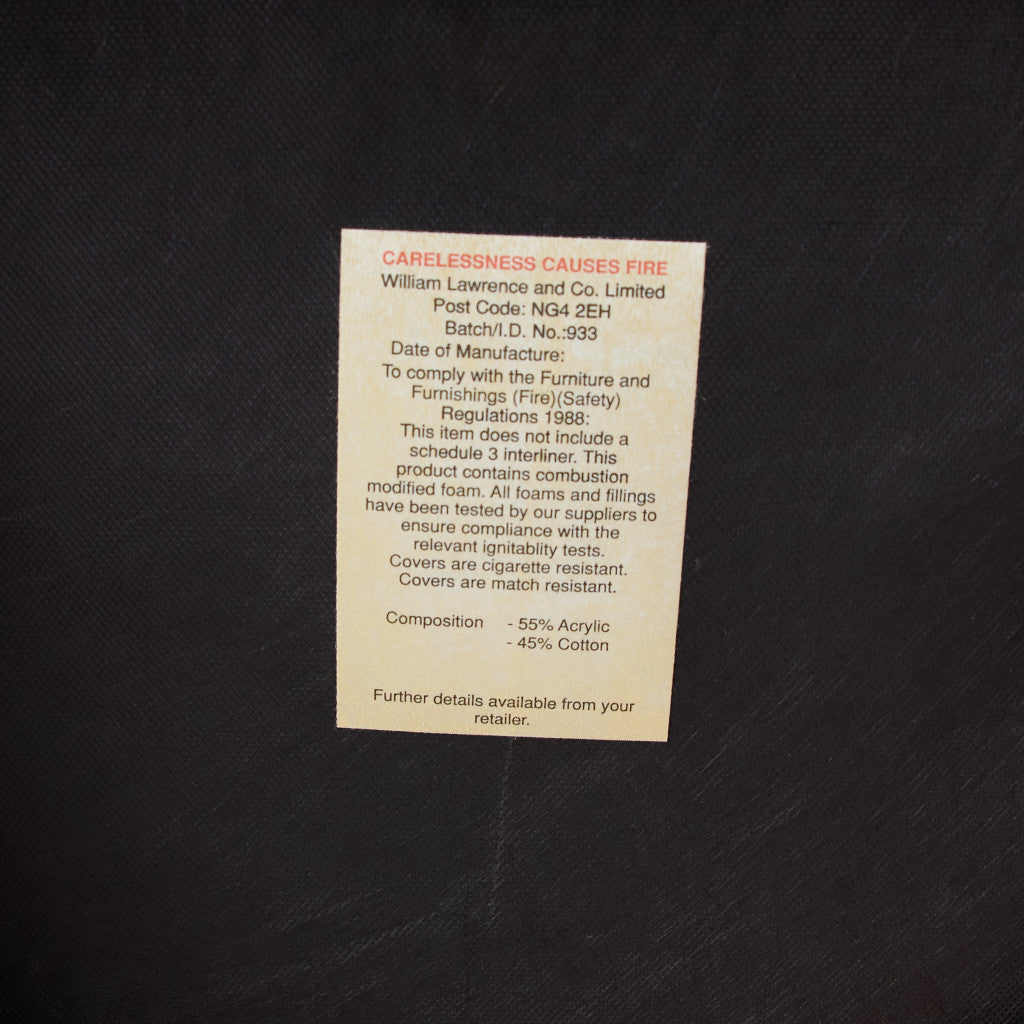 CARELESSNESS CAUSES FIRE
William Lawrence and Co. Limited
Post Code: NG4 2EH
Batch/I.D. No.:933
Date of Manufacture:
To comply with the Furniture and
Furnishings (Fire)(Safety)
Regulations 1988:
This item does not include a
schedule 3 interliner. This
product contains combustion
modified foam. All foams and fillings
have been tested by our suppliers to
ensure compliance with the
relevant ignitablity tests.
Covers are cigarette resistant.
Covers are match resistant.
Composition - 55% Acrylic
- 45% Cotton
Further details available from your
retailer.